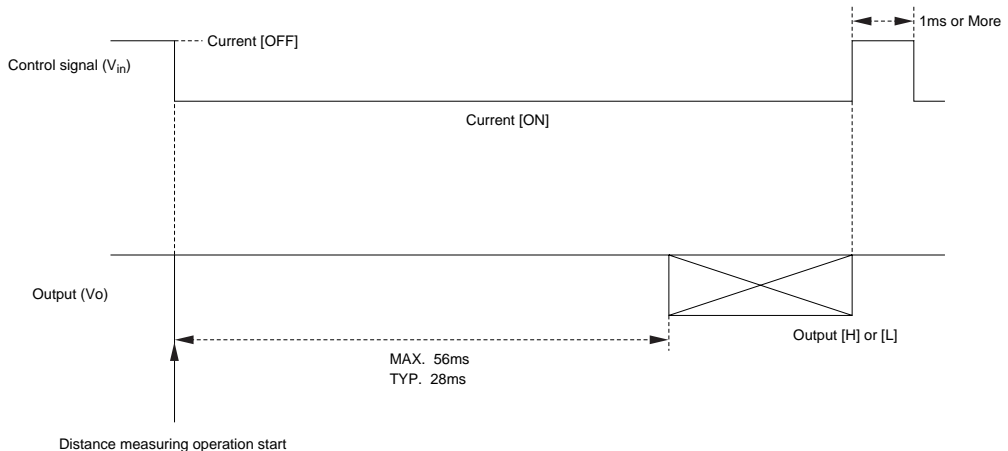 1ms or More
Current [OFF]
Control signal (Vin)
Current [ON]
Output (Vo)
Output [H] or [L]
MAX. 56ms
TYP. 28ms
Distance measuring operation start